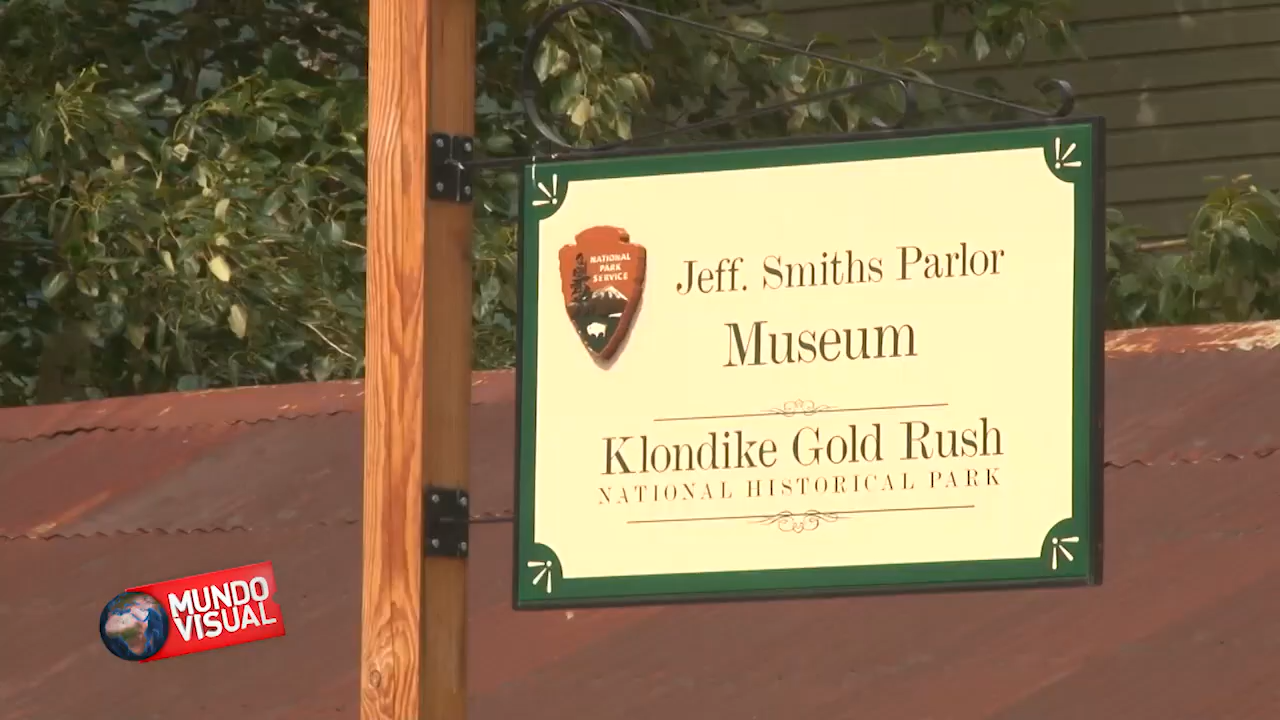 NATIONAL
PARK
SERVICE
Jeff. Smiths Parlor
Museum
Klondike Gold Rush
NATIONAL HISTORICAL PARK
MUNDO
VISUAL